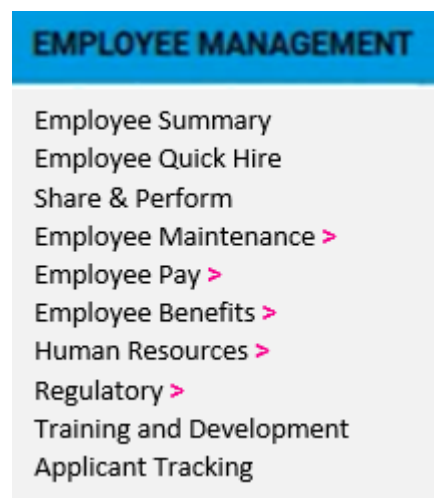 EMPLOYEE MANAGEMENT
Employee Summary
Employee Quick Hire
Share & Perform
Employee Maintenance >
Employee Pay >
Employee Benefits >
Human Resources >
Regulatory >
Training and Development
Applicant Tracking